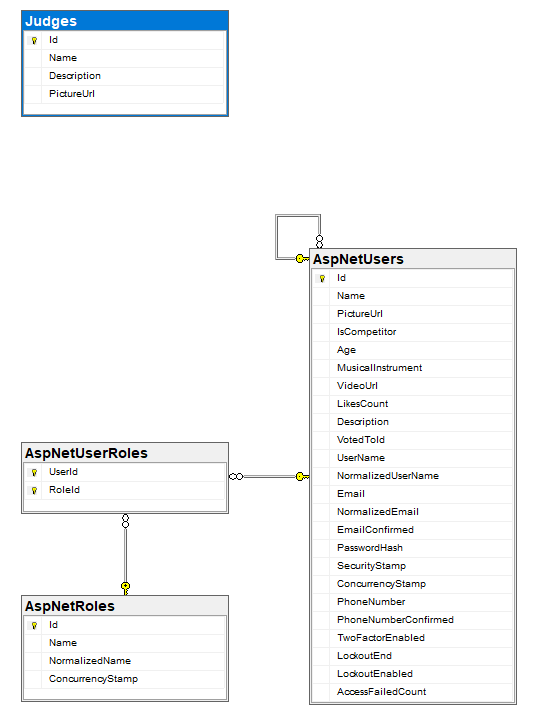 Judges
Id
Name
Description
PictureUrl
AspNetUsers
Id
Name
PictureUrl
IsCompetitor
Age
MusicalInstrument
VideoUrl
LikesCount
Description
VotedToId
UserName
NormalizedUserName
Email
NormalizedEmail
EmailConfirmed
PasswordHash
SecurityStamp
ConcurrencyStamp
PhoneNumber
PhoneNumberConfirmed
TwoFactorEnabled
LockoutEnd
LockoutEnabled
AccessFailedCount
AspNetUserRoles
UserId
RoleId
AspNetRoles
Id
Name
NormalizedName
ConcurrencyStamp